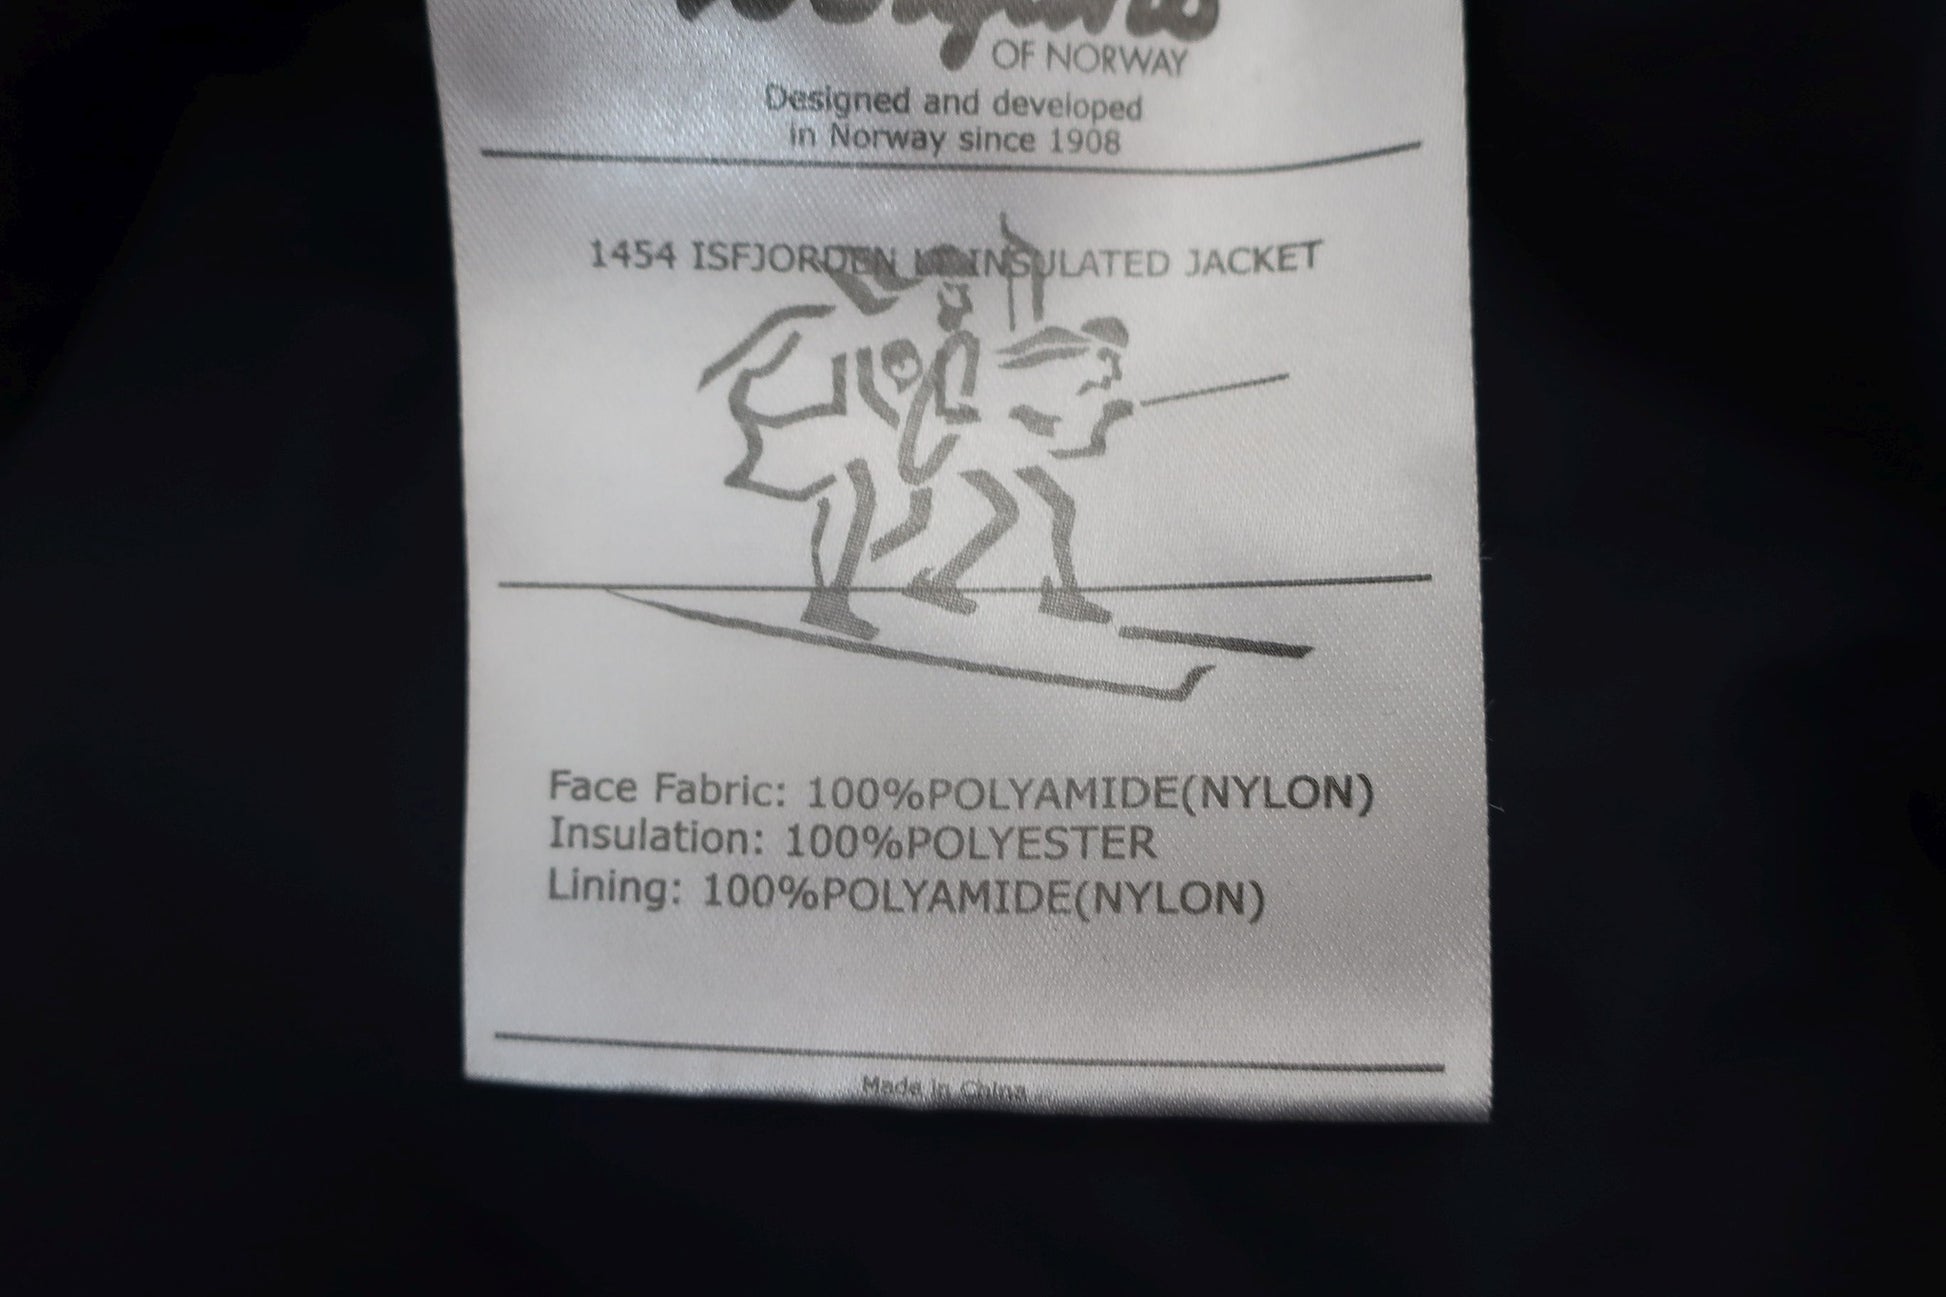 OF NORWAY
Designed and developed
in Norway since 1908
1454 ISFJORDEN INSULATED JACKET
Face Fabric: 100%POLYAMIDE(NYLON)
Insulation: 100%POLYESTER
Lining: 100%POLYAMIDE(NYLON)
Made in China